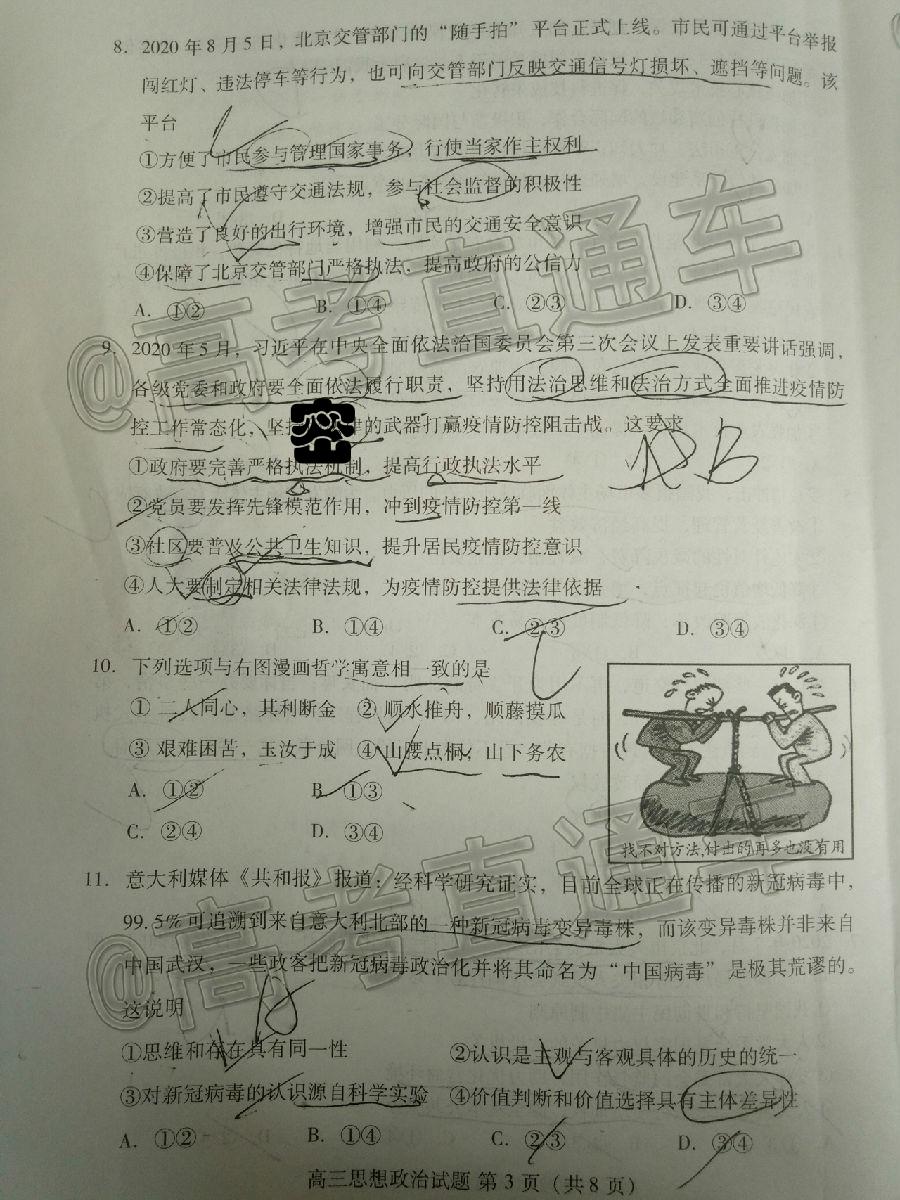 8. 2020年8月5日，北京交管部门的“随手拍”平台正式上线。市民可通过平台举报
闯红灯、违法停车等行为，也可向交管部门反映交通信号灯损坏、遮挡等问题。该
平台
①方便了市民参与管理国家事务，行使当家作主权利
②提高了市民遵守交通法规，参与社会监督的积极性
③营造了良好的出行环境，增强市民的交通安全意识
④保障了北京交管部门严格执法，提高政府的公信力
A. ①② B. ①④ C. ②③ D. ③④
9. 2020年5月，习近平在中央全面依法治国委员会第三次会议上发表重要讲话强调，
各级党委和政府要全面依法履行职责，坚持用法治思维和法治方式全面推进疫情防
控工作常态化，坚 的武器打赢疫情防控阻击战。这要求
①政府要完善严格执法机制，提高行政执法水平
②党员要发挥先锋模范作用，冲到疫情防控第一线
③社区要普及公共卫生知识，提升居民疫情防控意识
④人大要制定相关法律法规，为疫情防控提供法律依据
A. ①② B. ①④ C. ②③ D. ③④
10. 下列选项与右图漫画哲学寓意相一致的是
① 二人同心，其利断金 ② 顺水推舟，顺藤摸瓜
③ 艰难困苦，玉汝于成 ④ 山腰点桐，山下务农
A. ①② B. ①③
C. ②④ D. ③④
找不对方法,付出的再多也没有用
11. 意大利媒体《共和报》报道：经科学研究证实，目前全球正在传播的新冠病毒中，
99.5%可追溯到来自意大利北部的一种新冠病毒变异毒株，而该变异毒株并非来自
中国武汉，一些政客把新冠病毒政治化并将其命名为“中国病毒”是极其荒谬的。
这说明
①思维和存在具有同一性 ②认识是主观与客观具体的历史的统一
③对新冠病毒的认识源自科学实验 ④价值判断和价值选择具有主体差异性
A. ①② B. ①④ C. ②③ D. ③④
高三思想政治试题 第3页（共8页）
@高考直通车
@高考直通车